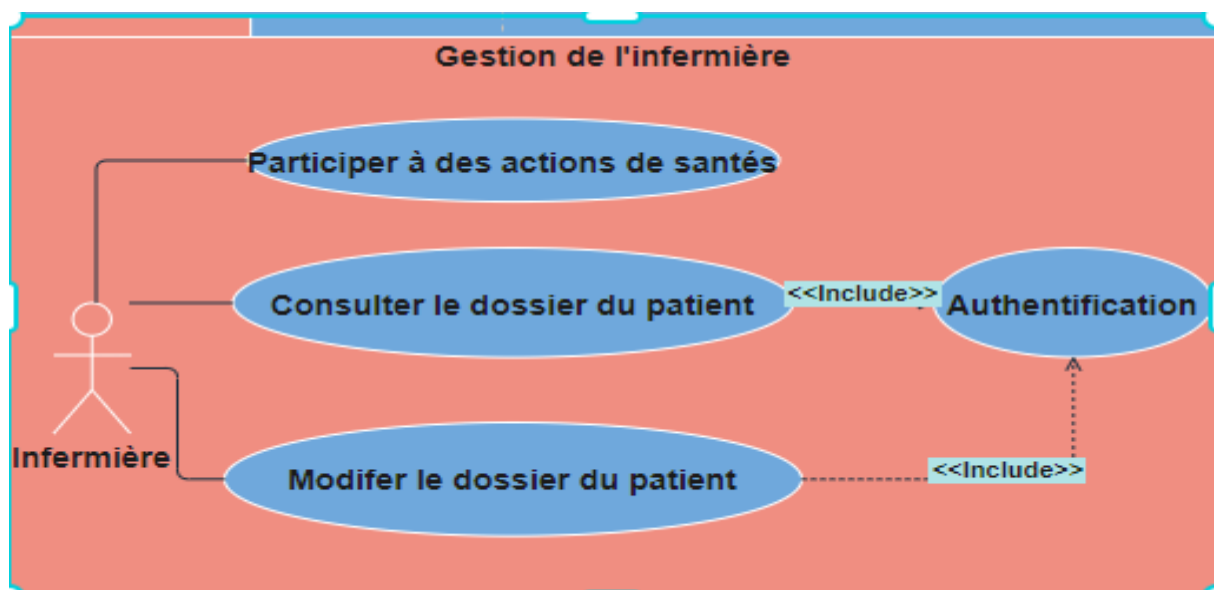 Gestion de l'infermière
Participer à des actions de santés
Consulter le dossier du patient
<<Include>>
Authentification
Infermière
Modifer le dossier du patient
<<Include>>